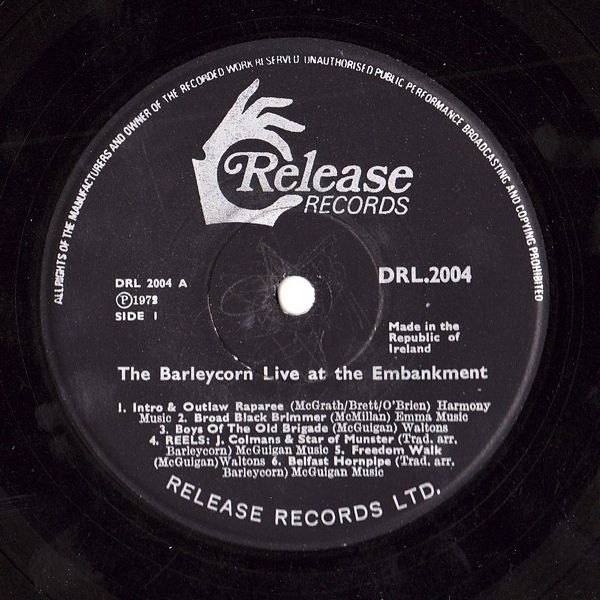 ALL RIGHTS OF THE MANUFACTURERS AND OWNER OF THE RECORDED WORK RESERVED UNAUTHORISED PUBLIC PERFORMANCE BROADCASTING AND COPYING PROHIBITED
Release
RECORDS
DRL 2004 A
Ⓟ1972
SIDE 1
DRL.2004
Made in the
Republic of
Ireland
The Barleycorn Live at the Embankment
1. Intro & Outlaw Raparee (McGrath/Brett/O'Brien) Harmony
Music 2. Broad Black Brimmer (McMillan) Emma Music
3. Boys Of The Old Brigade (McGuigan) Waltons
4. REELS: J. Colmans & Star of Munster (Trad. arr,
Barleycorn) McGuigan Music 5. Freedom Walk
(McGuigan)Waltons 6. Belfast Hornpipe (Trad. arr,
Barleycorn) McGuigan Music
RELEASE RECORDS LTD.